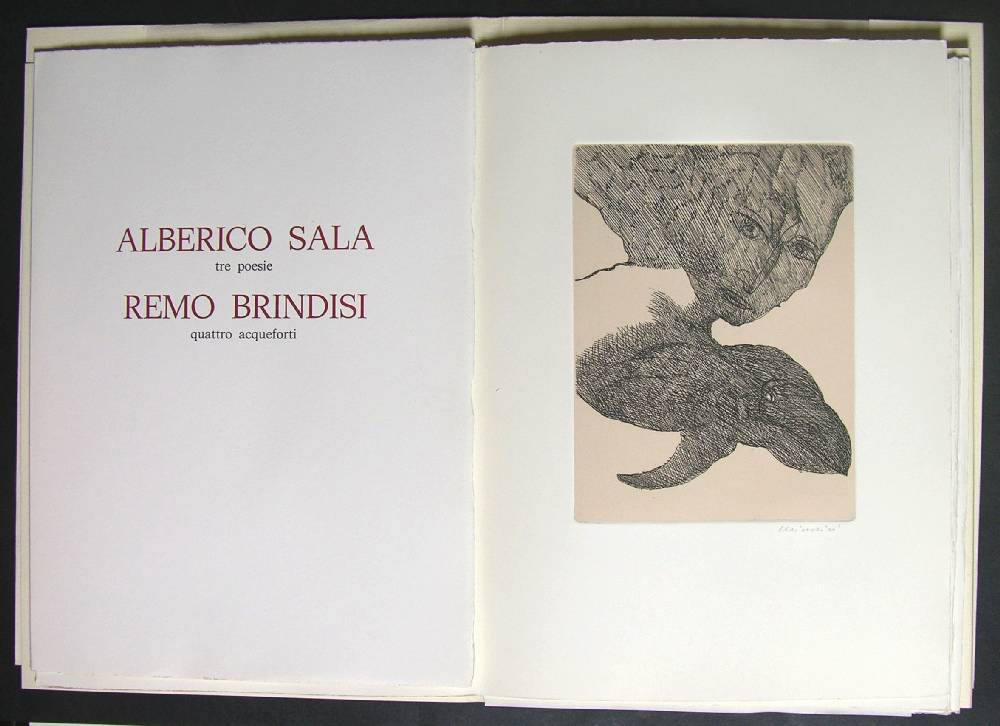 ALBERICO SALA
tre poesie
REMO BRINDISI
quattro acqueforti